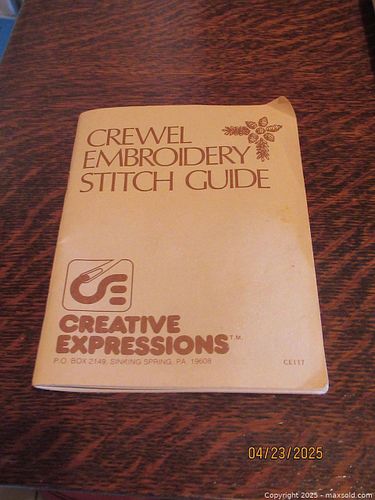 CREWEL
EMBROIDERY
STITCH GUIDE
CE
CREATIVE
EXPRESSIONS™
P.O. BOX 2149, SINKING SPRING, PA. 19608
CE117
04/23/2025
Copyright 2025 - maxsold.com